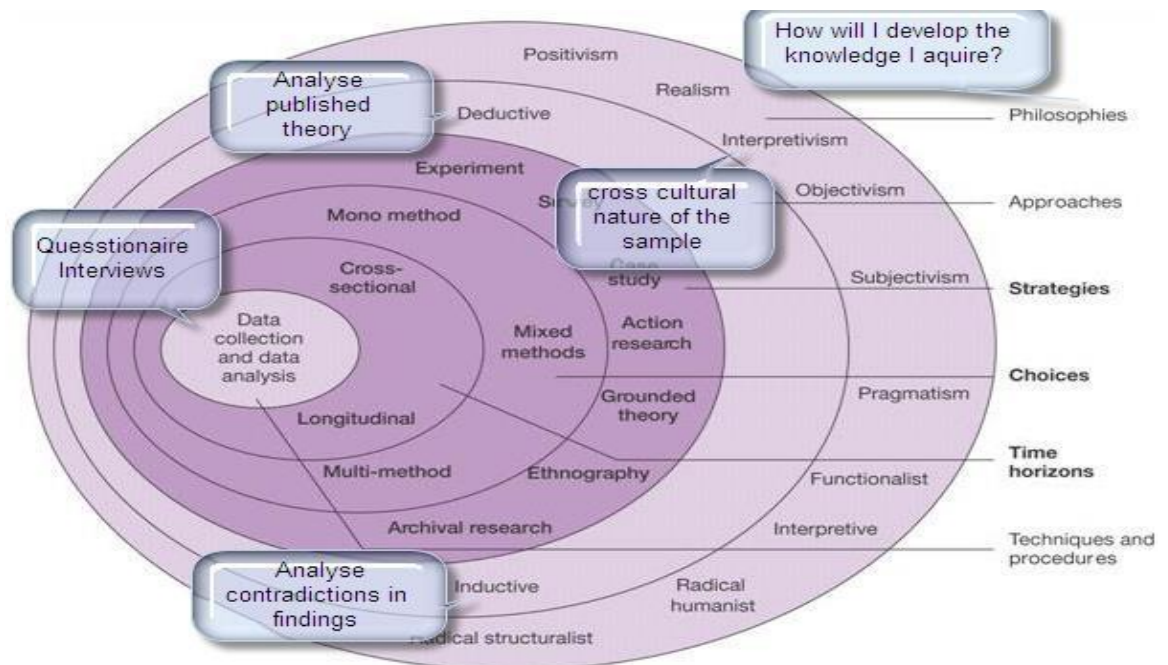 How will I develop the
knowledge I aquire?
Positivism
Analyse
published
theory
Realism
Deductive
Philosophies
Interpretivism
Experiment
cross cultural
nature of the
sample
Objectivism
Approaches
Mono method
Questtionaire
Interviews
Cross-
sectional
study
Subjectivism
Strategies
Data
collection
and data
analysis
Mixed
methods
Action
research
Choices
Grounded
theory
Pragmatism
Longitudinal
Time
horizons
Multi-method
Ethnography
Functionalist
Archival research
Interpretive
Techniques and
procedures
Analyse
contradictions in
findings
Inductive
Radical
humanist
structuralist